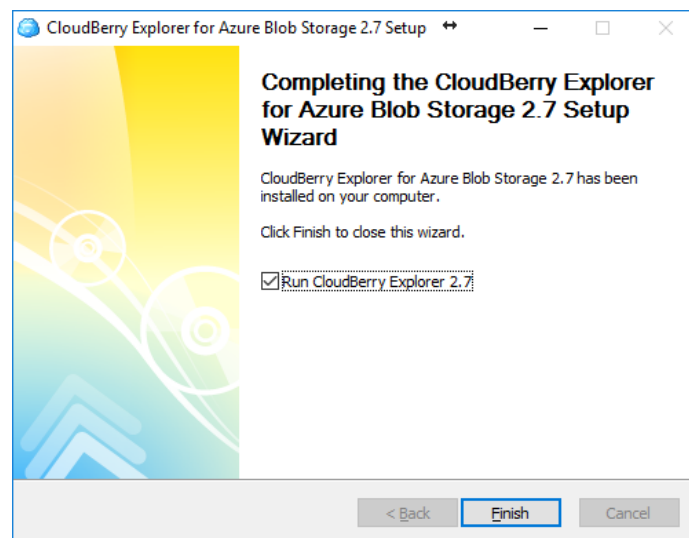 CloudBerry Explorer for Azure Blob Storage 2.7 Setup
Completing the CloudBerry Explorer
for Azure Blob Storage 2.7 Setup
Wizard
CloudBerry Explorer for Azure Blob Storage 2.7 has been
installed on your computer.
Click Finish to close this wizard.
Run CloudBerry Explorer 2.7
< Back Finish Cancel